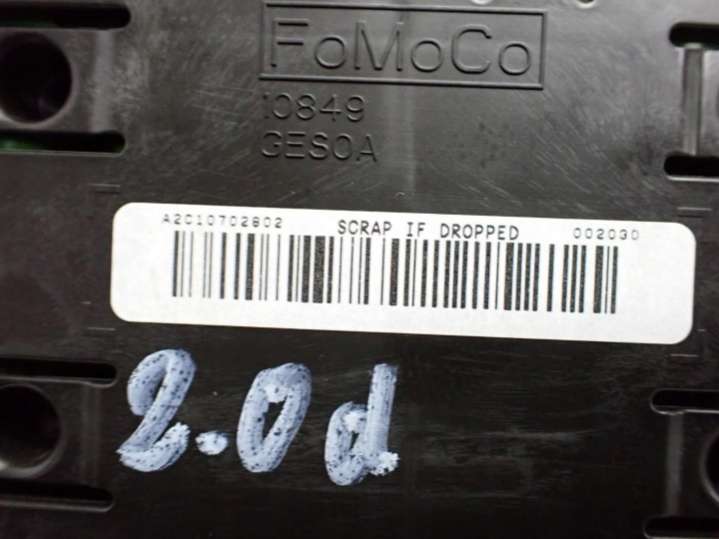 FoMoCo
10849
GESOA
A2C10702802 SCRAP IF DROPPED 002030
2.0d